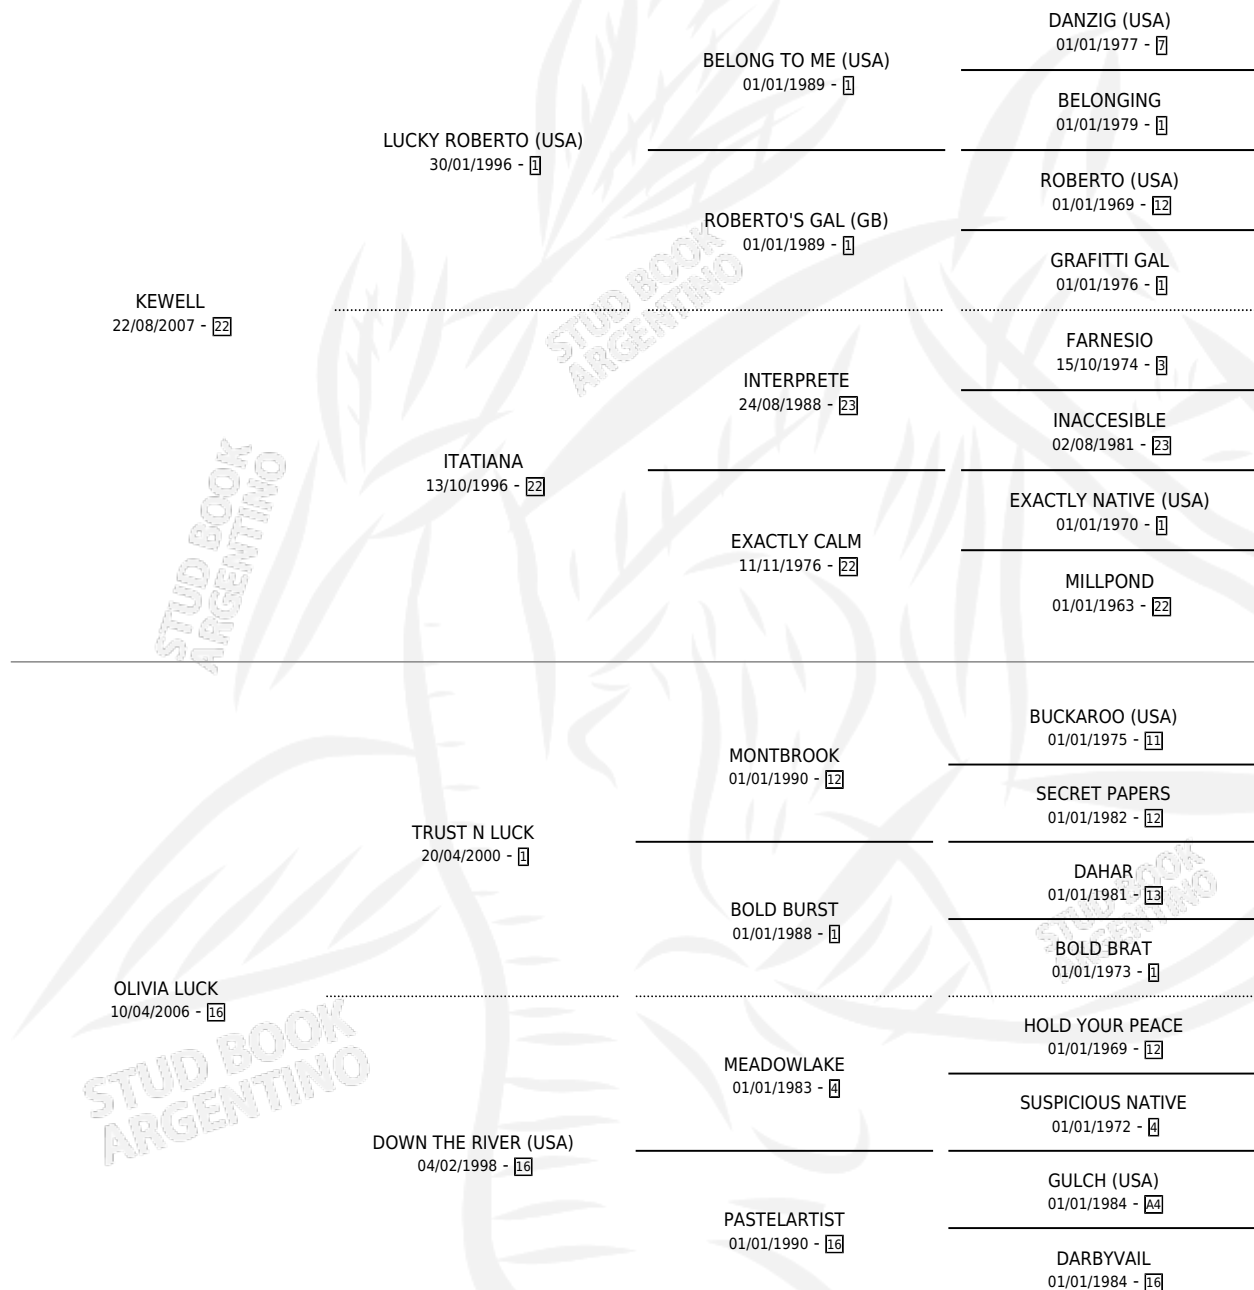 DANZIG (USA)
01/01/1977 - 7
BELONG TO ME (USA)
01/01/1989 - 1
BELONGING
01/01/1979 - 1
LUCKY ROBERTO (USA)
30/01/1996 - 1
ROBERTO (USA)
01/01/1969 - 12
ROBERTO'S GAL (GB)
01/01/1989 - 1
GRAFITTI GAL
01/01/1976 - 1
KEWELL
22/08/2007 - 22
FARNESIO
15/10/1974 - 3
INTERPRETE
24/08/1988 - 23
INACCESIBLE
02/08/1981 - 23
ITATIANA
13/10/1996 - 22
EXACTLY NATIVE (USA)
01/01/1970 - 1
EXACTLY CALM
11/11/1976 - 22
MILLPOND
01/01/1963 - 22
BUCKAROO (USA)
01/01/1975 - 11
MONTBROOK
01/01/1990 - 12
SECRET PAPERS
01/01/1982 - 12
TRUST N LUCK
20/04/2000 - 1
DAHAR
01/01/1981 - 13
BOLD BURST
01/01/1988 - 1
BOLD BRAT
01/01/1973 - 1
OLIVIA LUCK
10/04/2006 - 16
HOLD YOUR PEACE
01/01/1969 - 12
MEADOWLAKE
01/01/1983 - 4
SUSPICIOUS NATIVE
01/01/1972 - 4
DOWN THE RIVER (USA)
04/02/1998 - 16
GULCH (USA)
01/01/1984 - A4
PASTELARTIST
01/01/1990 - 16
DARBYVAIL
01/01/1984 - 16
STUD BOOK
ARGENTINO
STUD BOOK
ARGENTINO
STUD BOOK
ARGENTINO
STUD BOOK
ARGENTINO